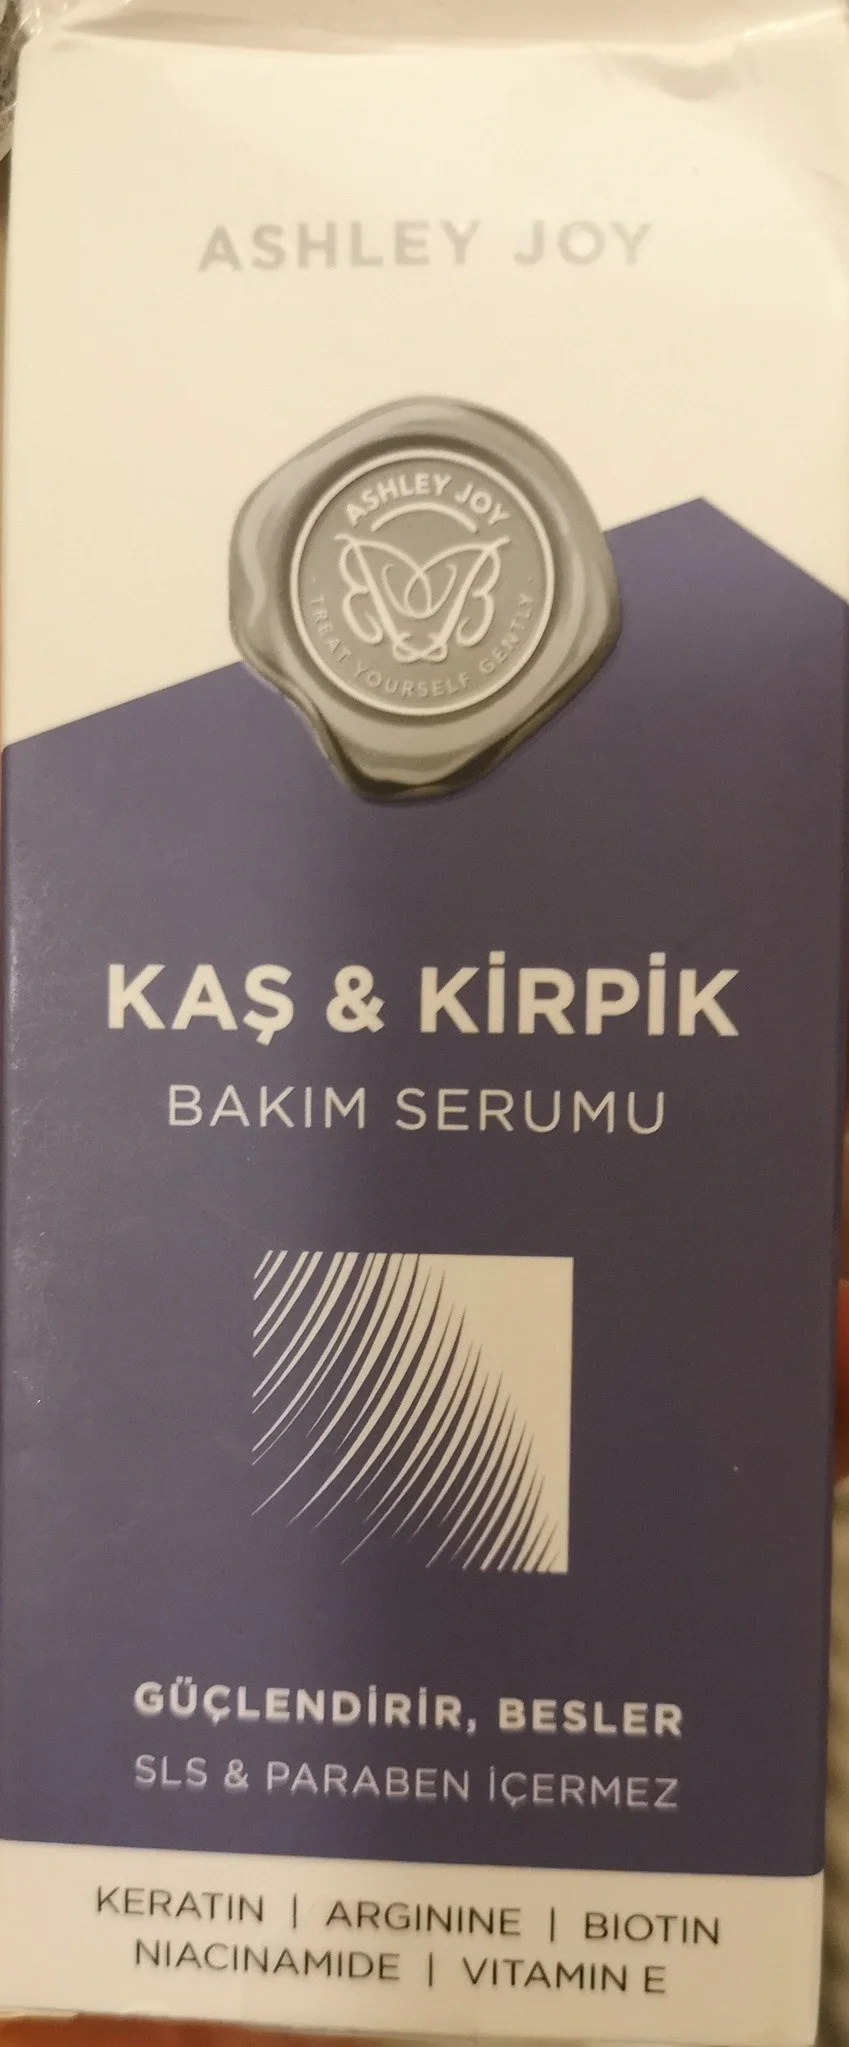 ASHLEY JOY
ASHLEY JOY
· TREAT YOURSELF GENTLY ·
KAŞ & KİRPİK
BAKIM SERUMU
GÜÇLENDİRİR, BESLER
SLS & PARABEN İÇERMEZ
KERATIN | ARGININE | BIOTIN
NIACINAMIDE | VITAMIN E